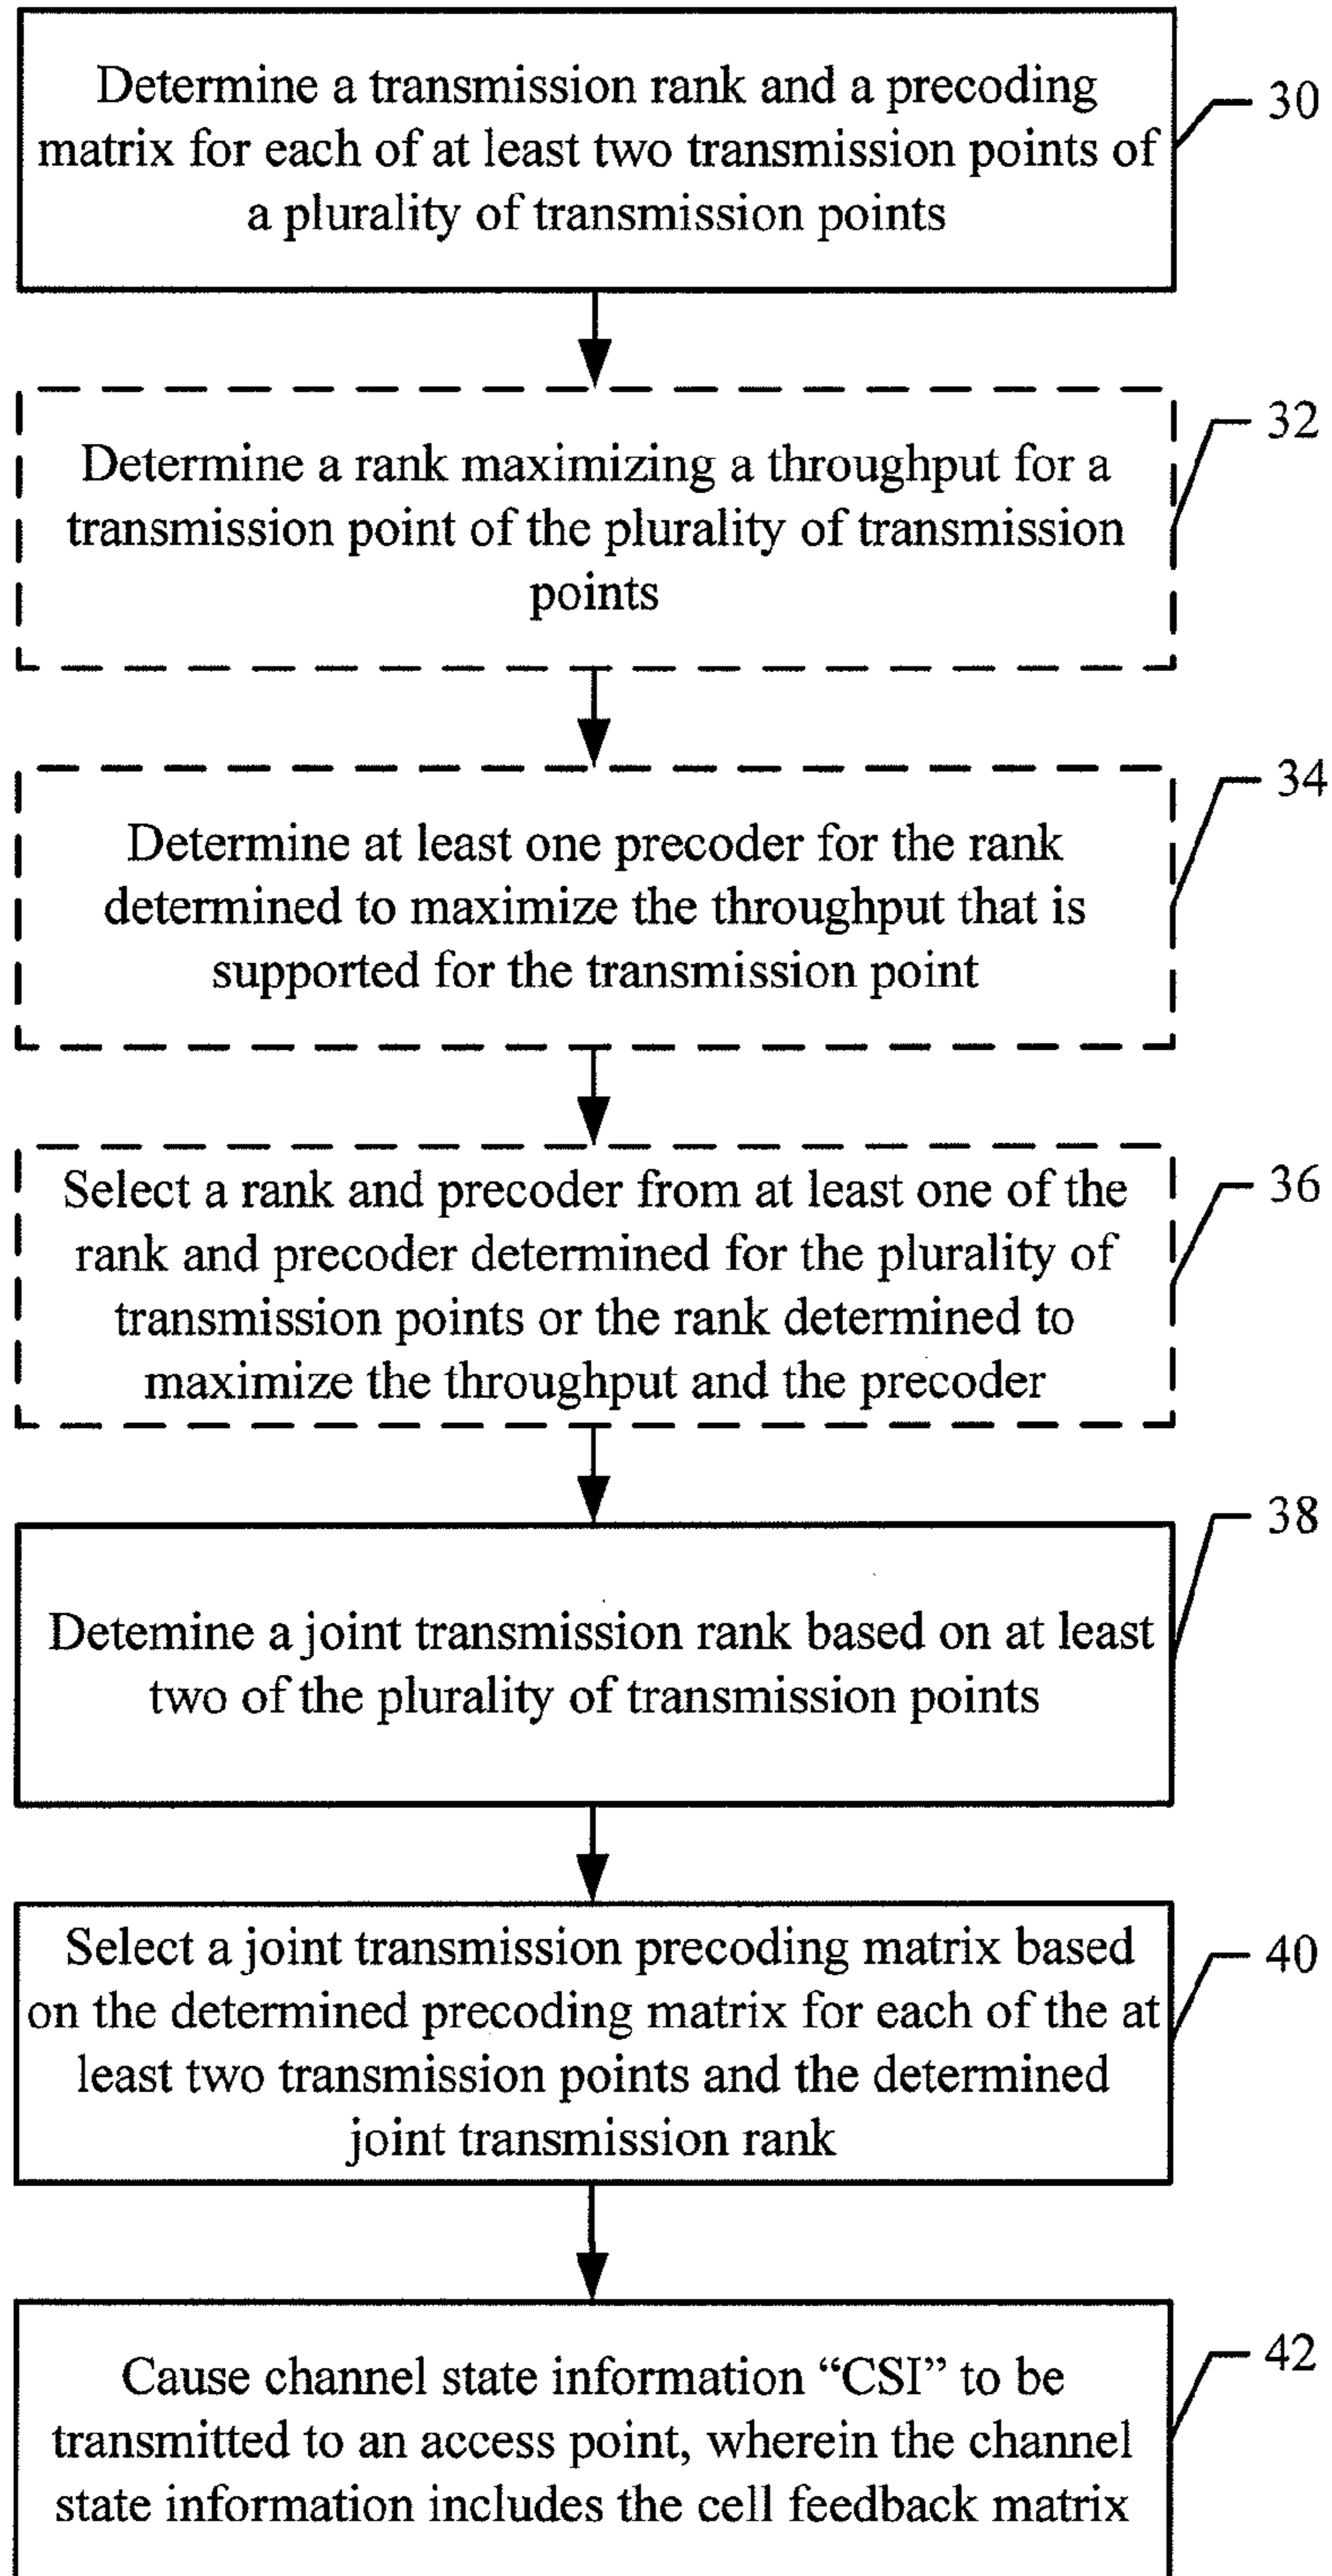 Determine a transmission rank and a precoding
matrix for each of at least two transmission points of
a plurality of transmission points
30
Determine a rank maximizing a throughput for a
transmission point of the plurality of transmission
points
32
Determine at least one precoder for the rank
determined to maximize the throughput that is
supported for the transmission point
34
Select a rank and precoder from at least one of the
rank and precoder determined for the plurality of
transmission points or the rank determined to
maximize the throughput and the precoder
36
Detemine a joint transmission rank based on at least
two of the plurality of transmission points
38
Select a joint transmission precoding matrix based
on the determined precoding matrix for each of the at
least two transmission points and the determined
joint transmission rank
40
Cause channel state information “CSI” to be
transmitted to an access point, wherein the channel
state information includes the cell feedback matrix
42